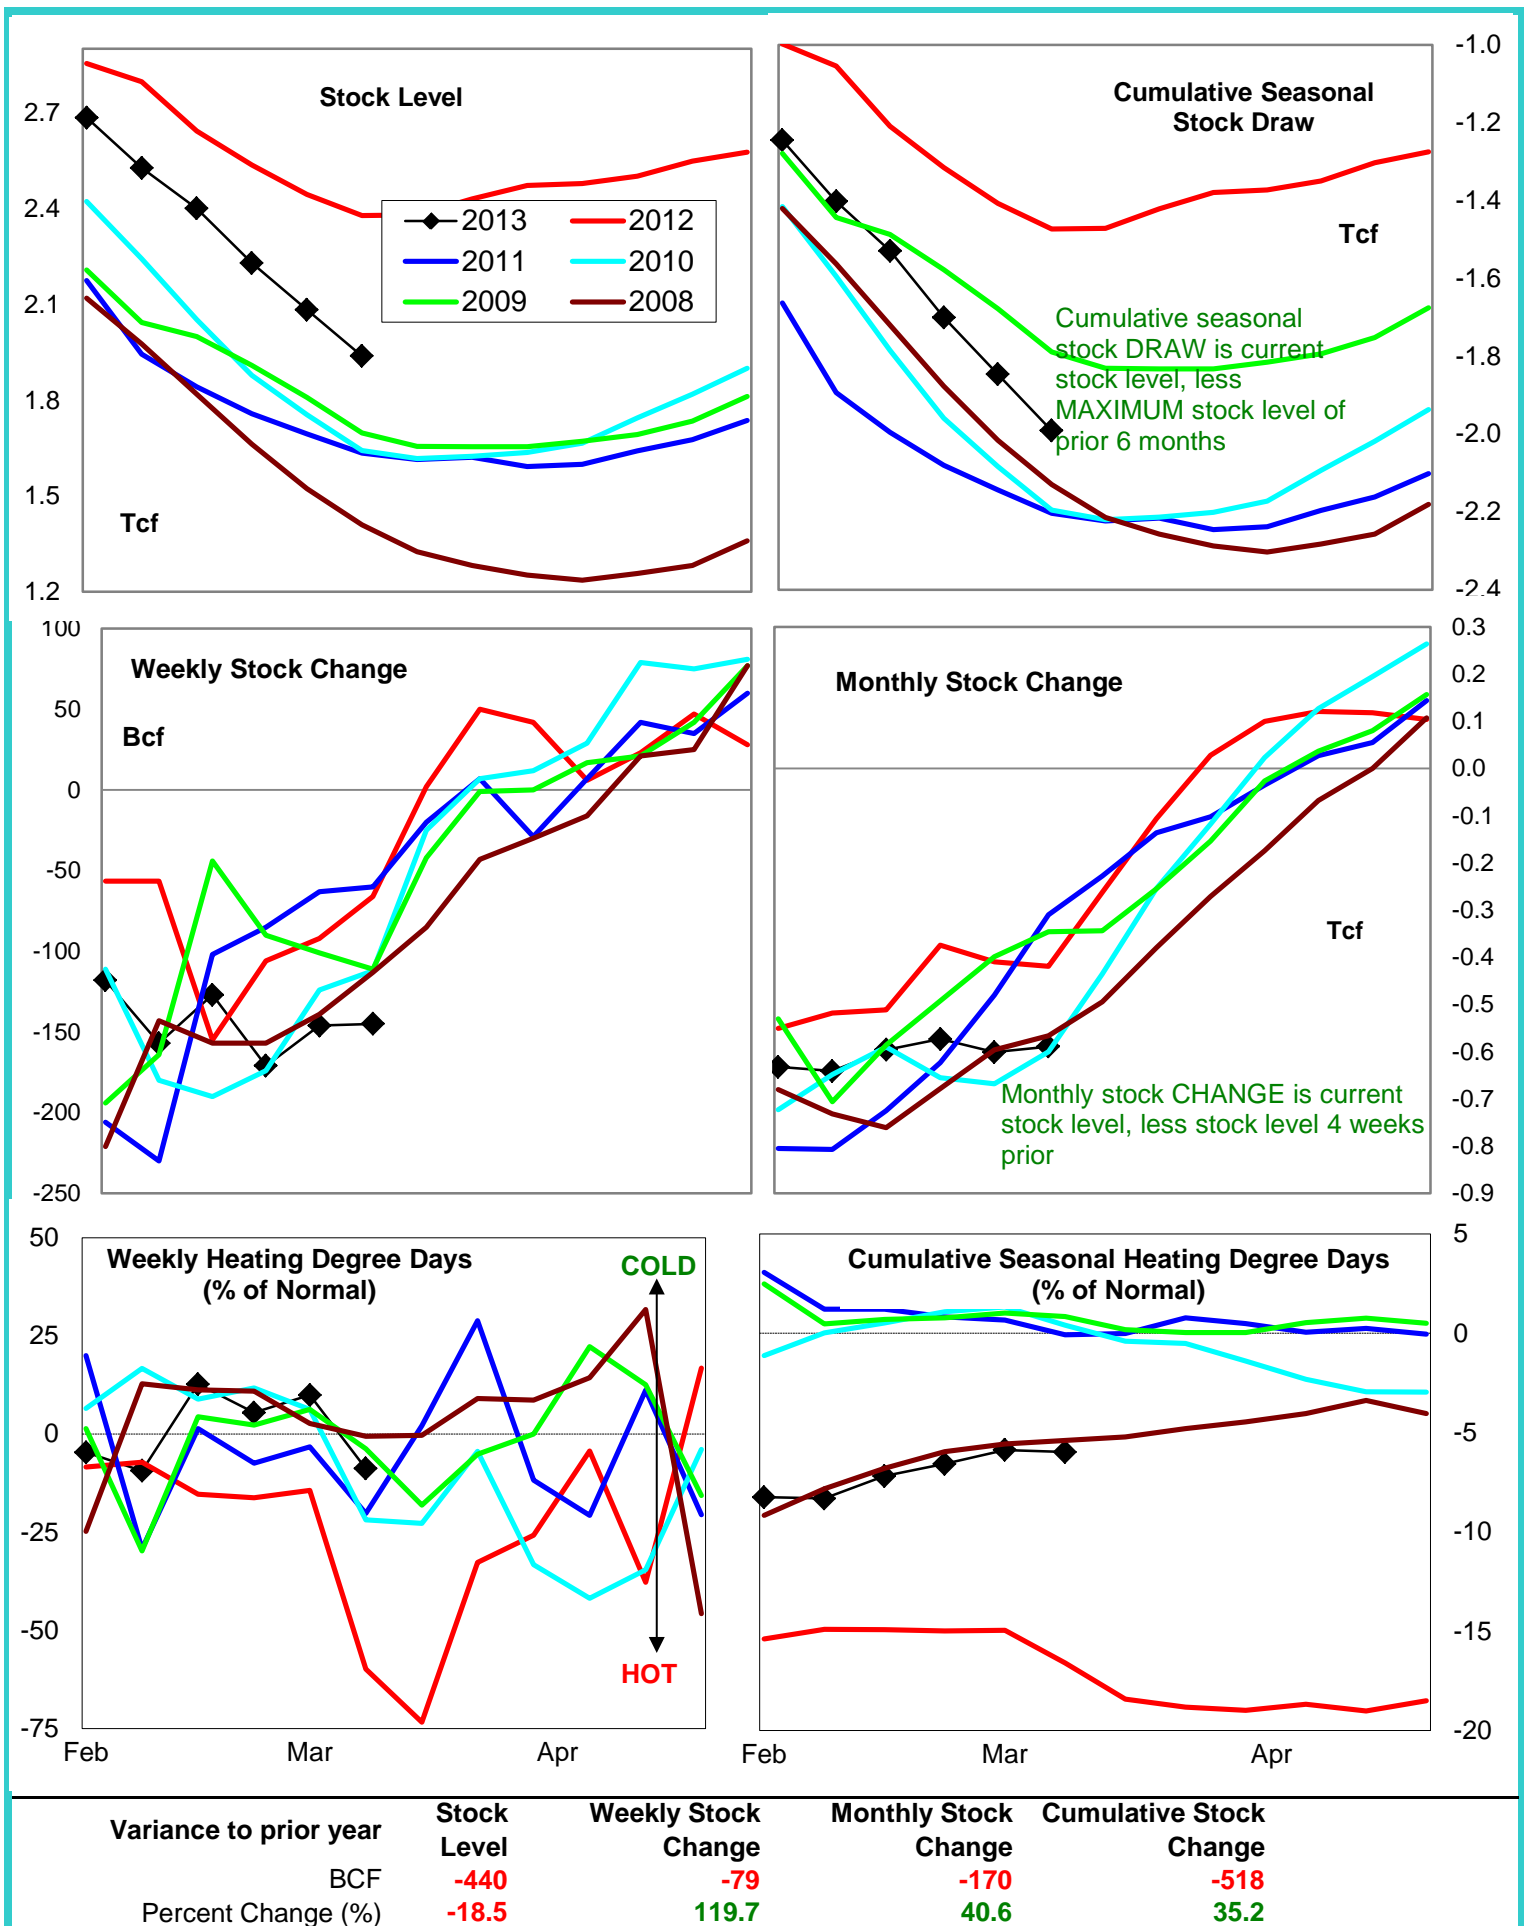 Stock Level
2.7
2.4
2.1
1.8
1.5
1.2
2013
2012
2011
2010
2009
2008
Tcf
Cumulative Seasonal
Stock Draw
Tcf
Cumulative seasonal
stock DRAW is current
stock level, less
MAXIMUM stock level of
prior 6 months
-1.0
-1.2
-1.4
-1.6
-1.8
-2.0
-2.2
-2.4
100
50
0
-50
-100
-150
-200
-250
Weekly Stock Change
Bcf
Monthly Stock Change
Tcf
Monthly stock CHANGE is current
stock level, less stock level 4 weeks
prior
0.3
0.2
0.1
0.0
-0.1
-0.2
-0.3
-0.4
-0.5
-0.6
-0.7
-0.8
-0.9
50
25
0
-25
-50
-75
Weekly Heating Degree Days
(% of Normal)
COLD
HOT
Feb
Mar
Apr
Cumulative Seasonal Heating Degree Days
(% of Normal)
5
0
-5
-10
-15
-20
Feb
Mar
Apr
Variance to prior year
Stock
Level
Weekly Stock
Change
Monthly Stock
Change
Cumulative Stock
Change
BCF -440 -79 -170 -518
Percent Change (%) -18.5 119.7 40.6 35.2